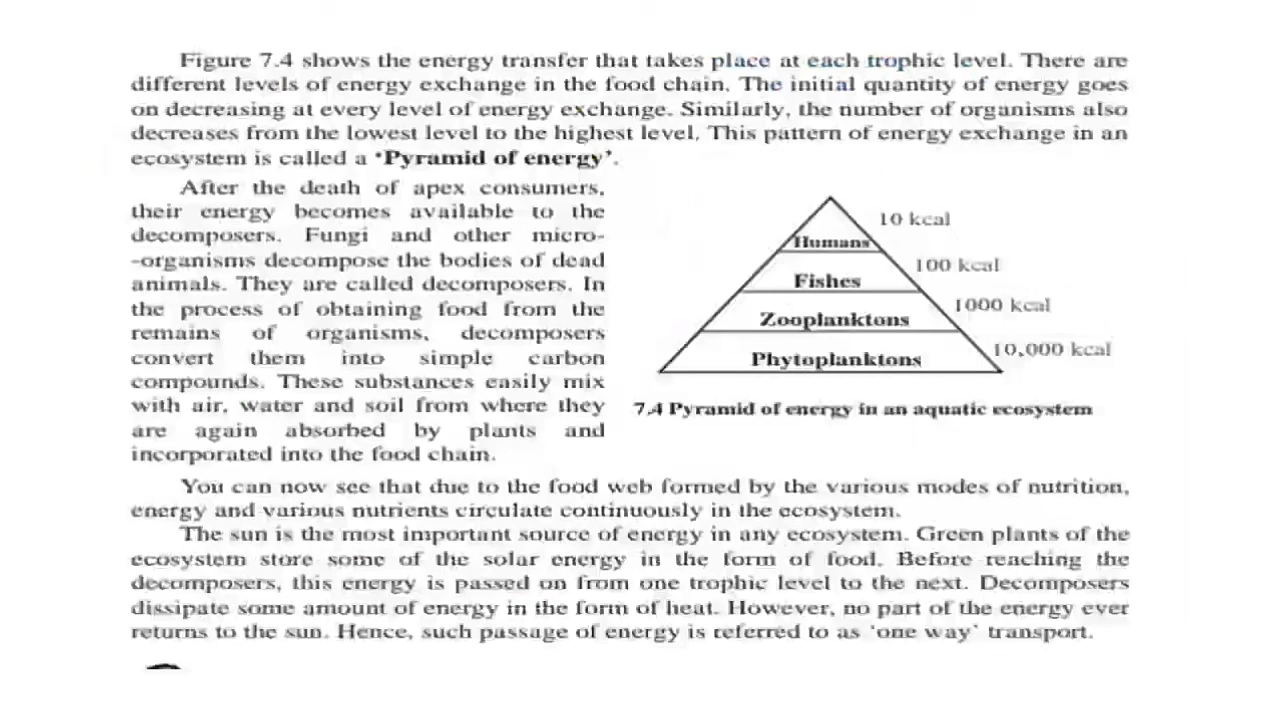 Figure 7.4 shows the energy transfer that takes place at each trophic level. There are
different levels of energy exchange in the food chain. The initial quantity of energy goes
on decreasing at every level of energy exchange. Similarly, the number of organisms also
decreases from the lowest level to the highest level. This pattern of energy exchange in an
ecosystem is called a ‘Pyramid of energy’.
After the death of apex consumers,
their energy becomes available to the
decomposers. Fungi and other micro-
-organisms decompose the bodies of dead
animals. They are called decomposers. In
the process of obtaining food from the
remains of organisms, decomposers
convert them into simple carbon
compounds. These substances easily mix
with air, water and soil from where they
are again absorbed by plants and
incorporated into the food chain.
10 kcal
Humans
100 kcal
Fishes
1000 kcal
Zooplanktons
10,000 kcal
Phytoplanktons
7.4 Pyramid of energy in an aquatic ecosystem
You can now see that due to the food web formed by the various modes of nutrition,
energy and various nutrients circulate continuously in the ecosystem.
The sun is the most important source of energy in any ecosystem. Green plants of the
ecosystem store some of the solar energy in the form of food. Before reaching the
decomposers, this energy is passed on from one trophic level to the next. Decomposers
dissipate some amount of energy in the form of heat. However, no part of the energy ever
returns to the sun. Hence, such passage of energy is referred to as ‘one way’ transport.